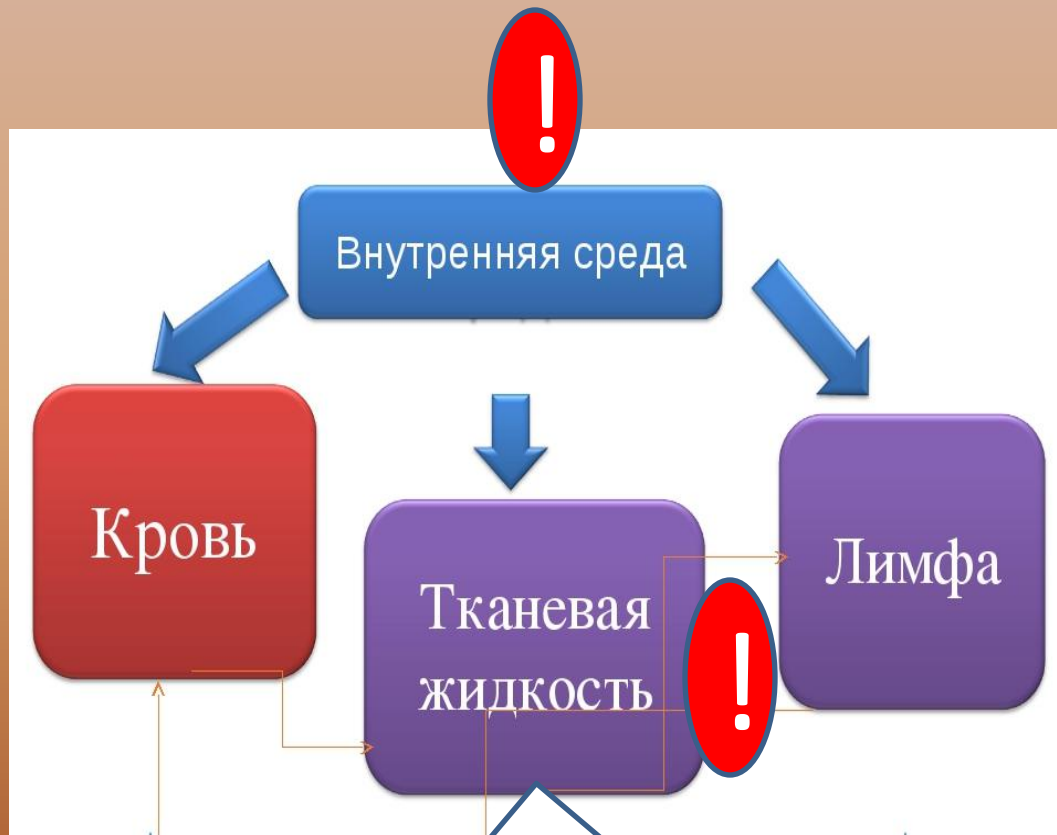 !
Внутренняя среда
Кровь
Тканевая
жидкость
Лимфа
!